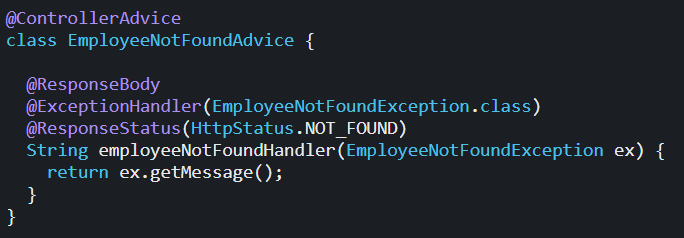 @ControllerAdvice
class EmployeeNotFoundAdvice {
@ResponseBody
@ExceptionHandler(EmployeeNotFoundException.class)
@ResponseStatus(HttpStatus.NOT_FOUND)
String employeeNotFoundHandler(EmployeeNotFoundException ex) {
return ex.getMessage();
}
}